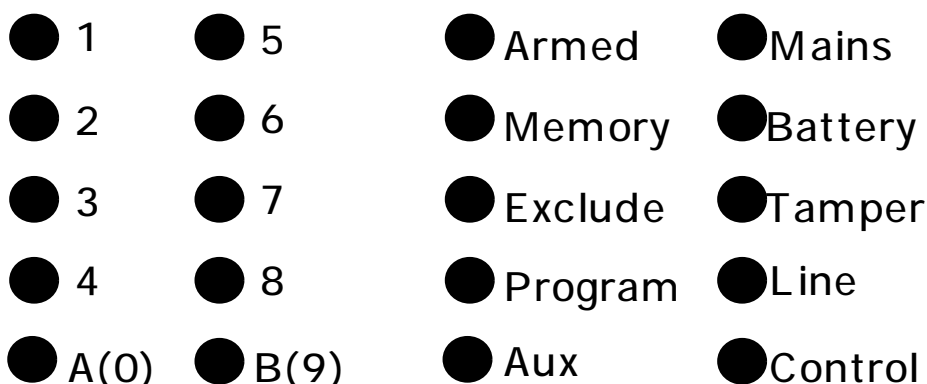 1 5 Armed Mains
2 6 Memory Battery
3 7 Exclude Tamper
4 8 Program Line
A(0) B(9) Aux Control